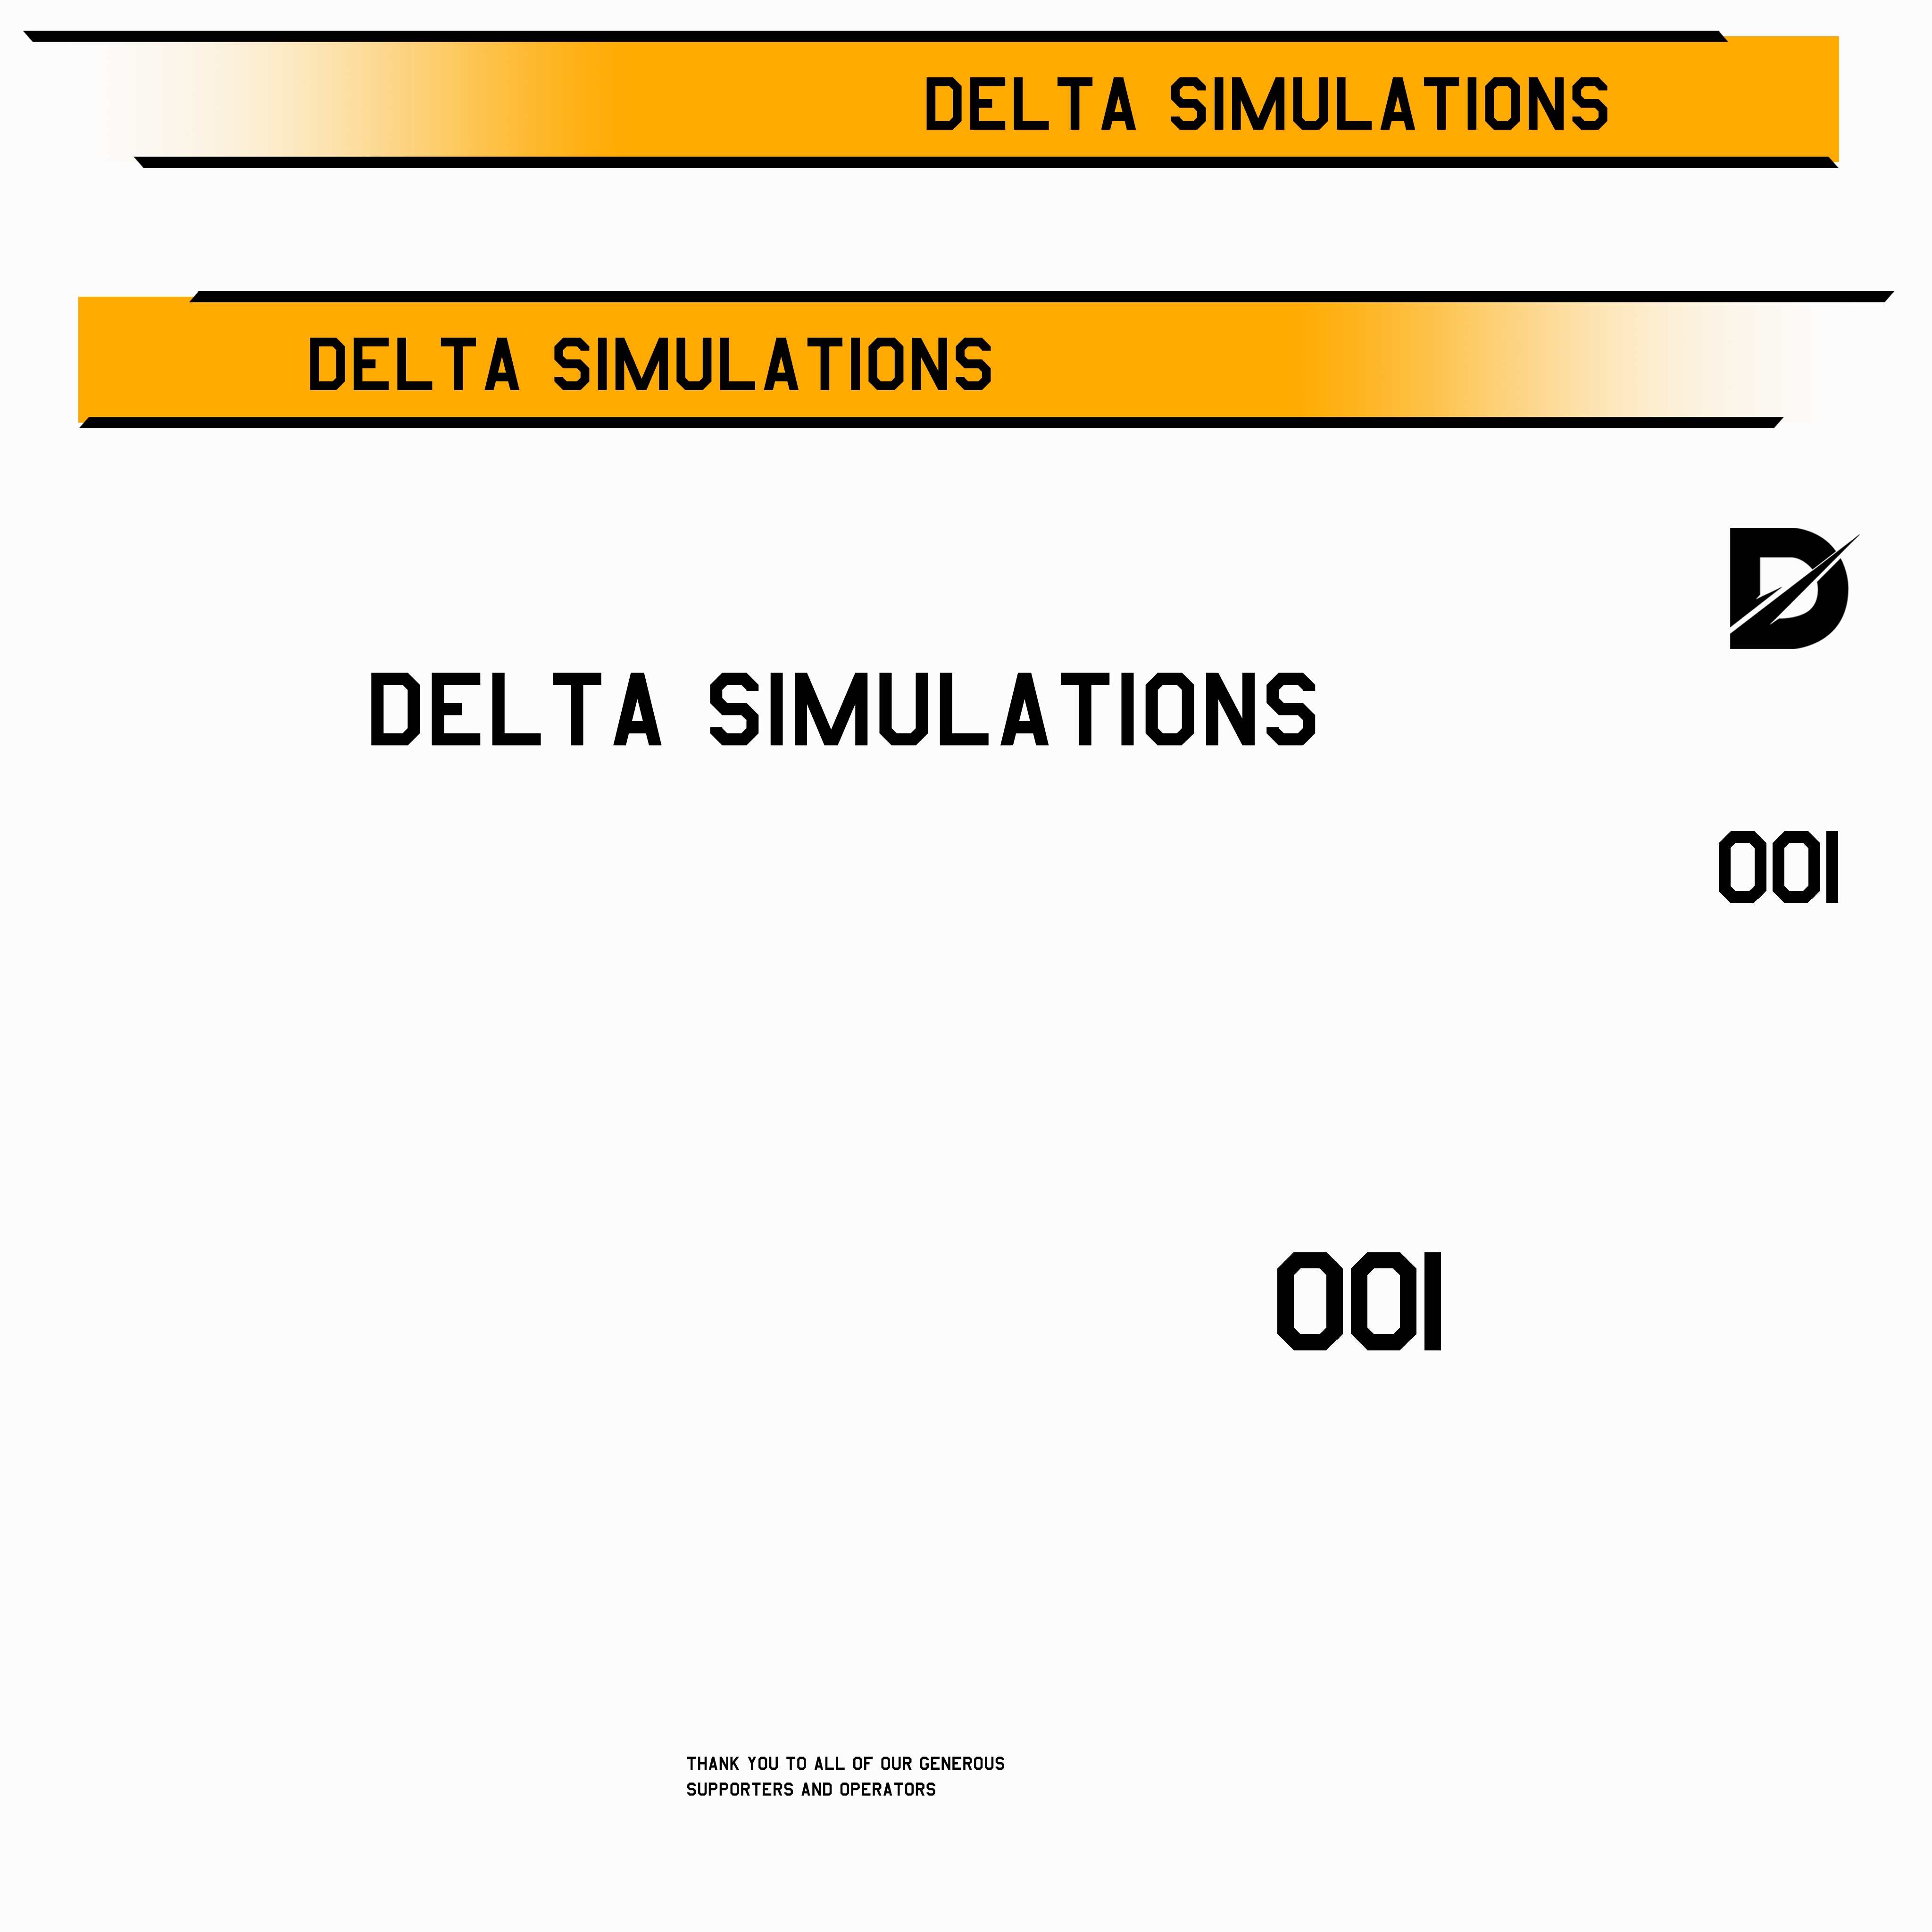 DELTA SIMULATIONS
DELTA SIMULATIONS
D
DELTA SIMULATIONS
001
001
THANK YOU TO ALL OF OUR GENEROUS
SUPPORTERS AND OPERATORS